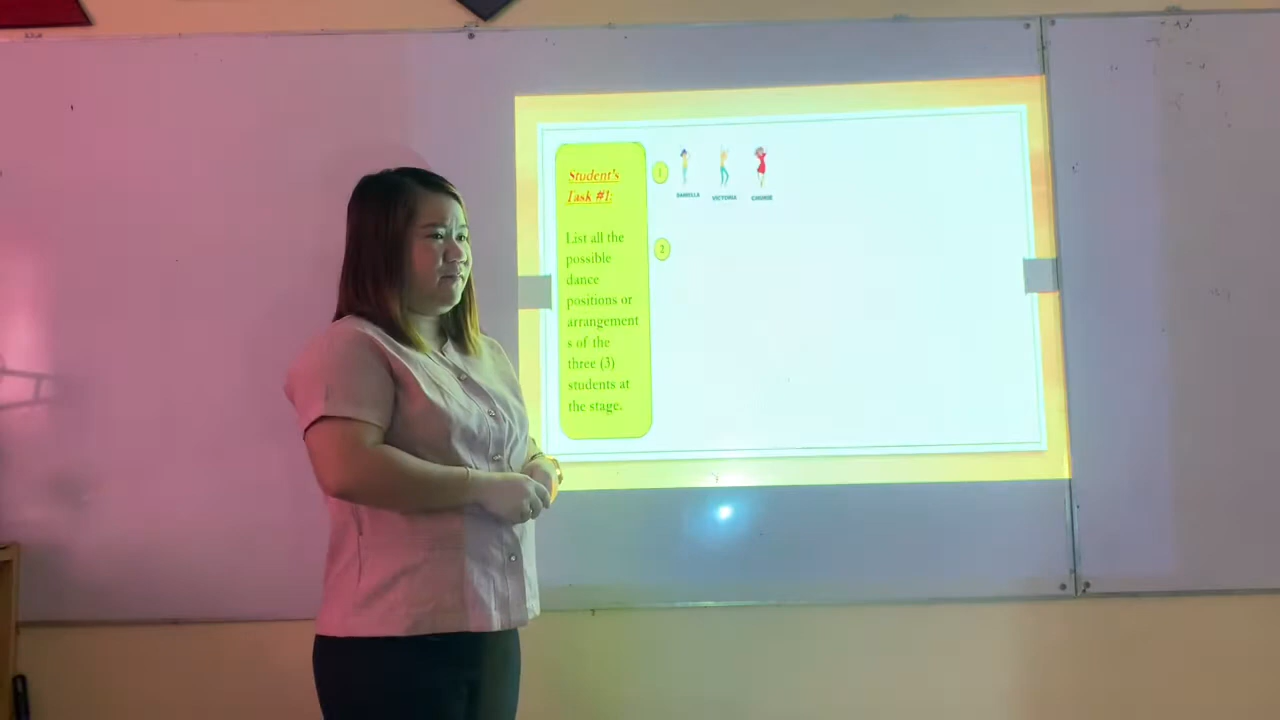 Student's
Task #1:
List all the
possible
dance
positions or
arrangement
s of the
three (3)
students at
the stage.
1
VICTORIA
2